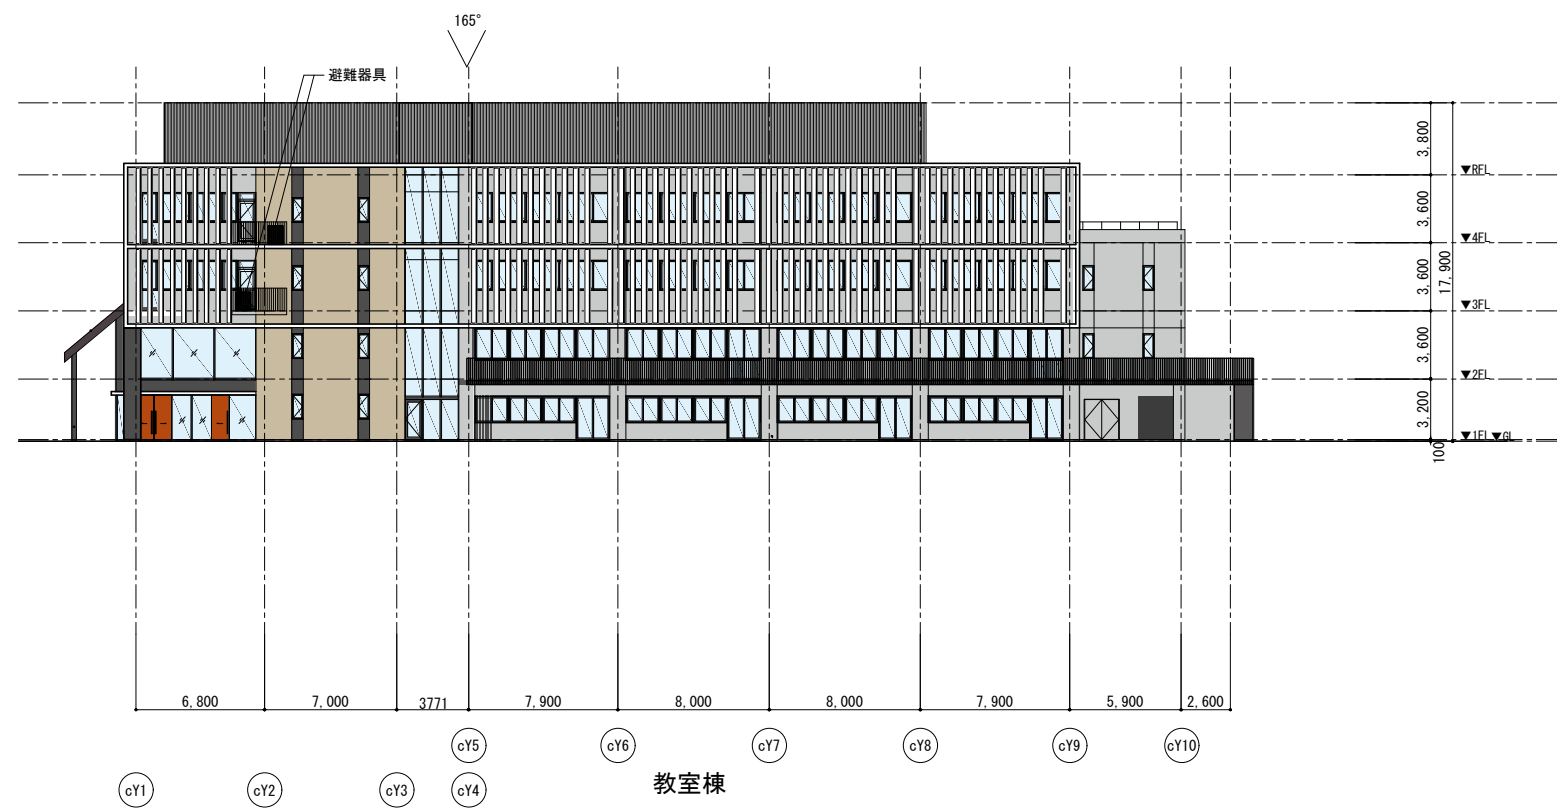 165°
避難器具
3,800
▼RFL
3,600
▼4FL
3,600
17,900
▼3FL
3,600
▼2FL
3,200
▼1FL ▼GL
100
6,800
7,000
3771
7,900
8,000
8,000
7,900
5,900
2,600
cY5
cY6
cY7
cY8
cY9
cY10
cY1
cY2
cY3
cY4
教室棟